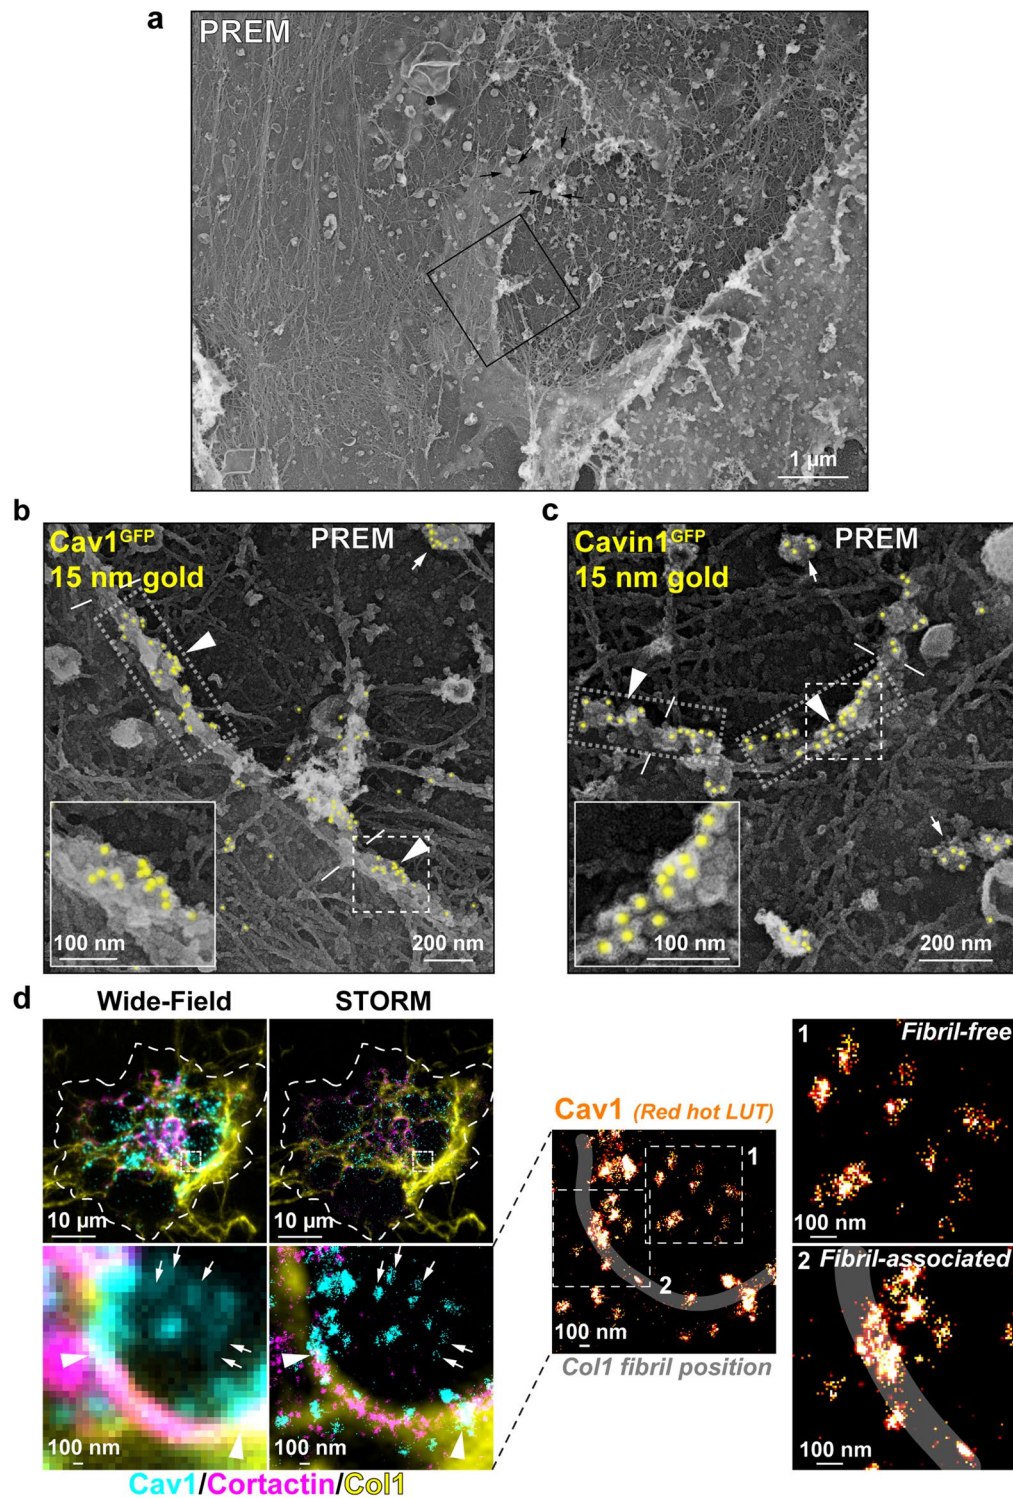 a
PREM
1 µm
b
Cav1GFP
15 nm gold
PREM
100 nm
200 nm
c
Cavin1GFP
15 nm gold
PREM
100 nm
200 nm
d
Wide-Field
STORM
10 µm
10 µm
100 nm
100 nm
Cav1/Cortactin/Col1
Cav1 (Red hot LUT)
1
2
100 nm
Col1 fibril position
1 Fibril-free
100 nm
2 Fibril-associated
100 nm